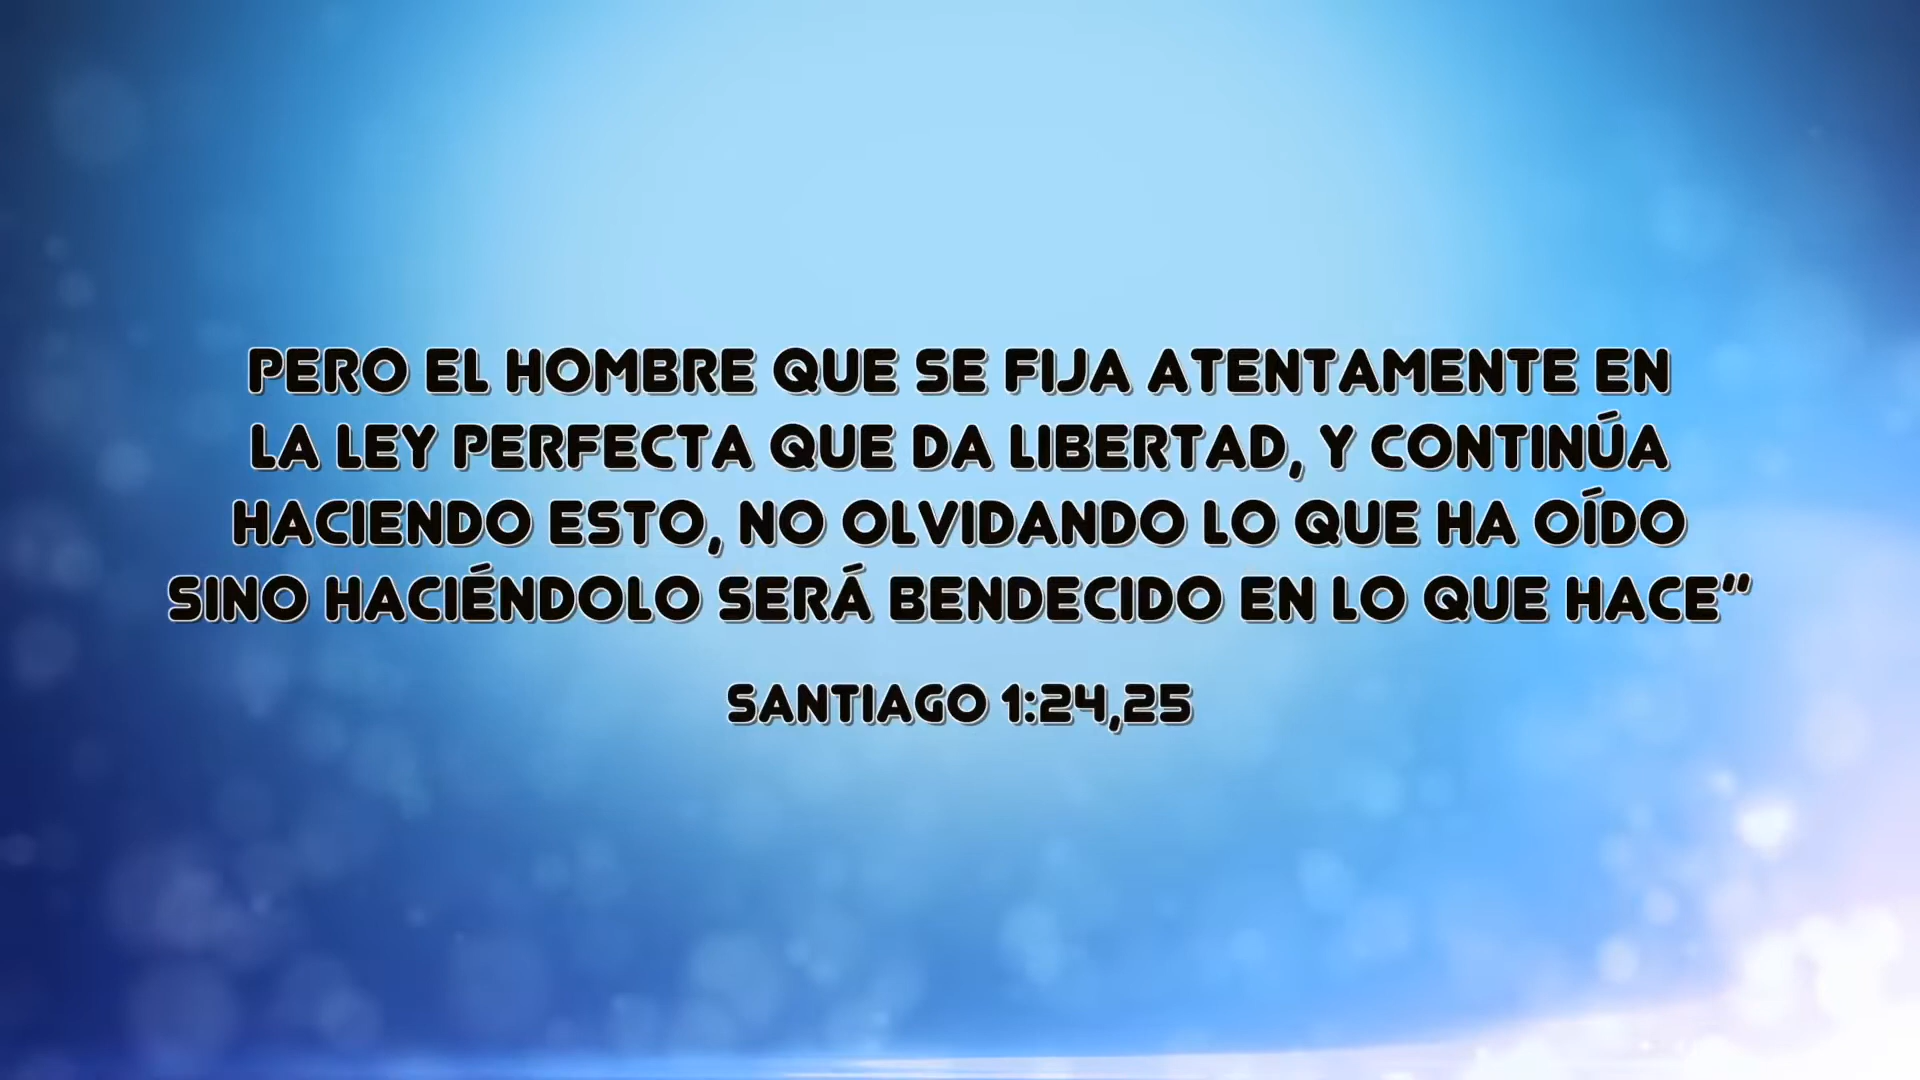 PERO EL HOMBRE QUE SE FIJA ATENTAMENTE EN
LA LEY PERFECTA QUE DA LIBERTAD, Y CONTINÚA
HACIENDO ESTO, NO OLVIDANDO LO QUE HA OÍDO
SINO HACIÉNDOLO SERÁ BENDECIDO EN LO QUE HACE”
SANTIAGO 1:24,25